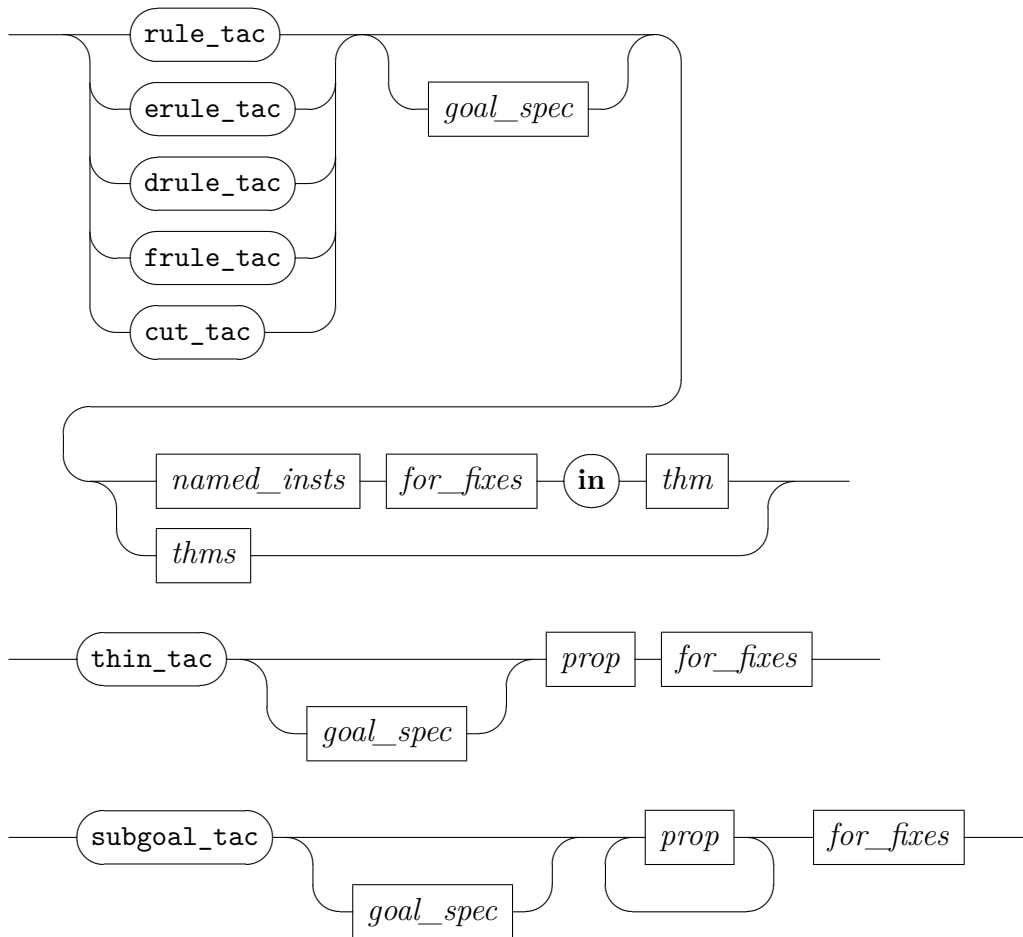 rule_tac
erule_tac goal_spec
drule_tac
frule_tac
cut_tac
named_insts for_fixes in thm
thms
thin_tac prop for_fixes
goal_spec
subgoal_tac prop for_fixes
goal_spec